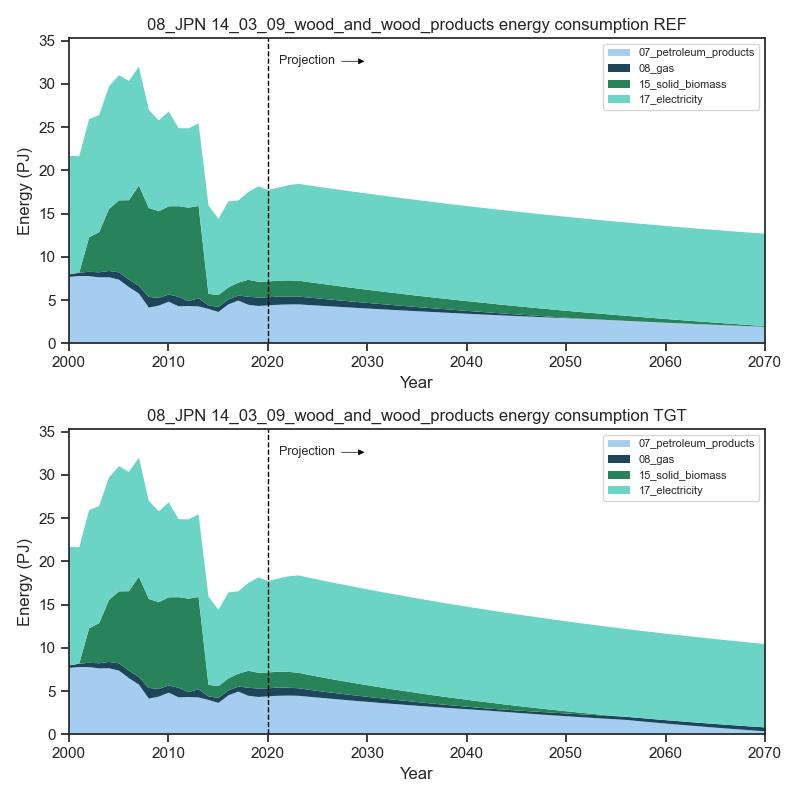 08_JPN 14_03_09_wood_and_wood_products energy consumption REF
35
30
25
20
15
10
5
0
Energy (PJ)
Projection
07_petroleum_products
08_gas
15_solid_biomass
17_electricity
2000 2010 2020 2030 2040 2050 2060 2070
Year
08_JPN 14_03_09_wood_and_wood_products energy consumption TGT
35
30
25
20
15
10
5
0
Energy (PJ)
Projection
07_petroleum_products
08_gas
15_solid_biomass
17_electricity
2000 2010 2020 2030 2040 2050 2060 2070
Year